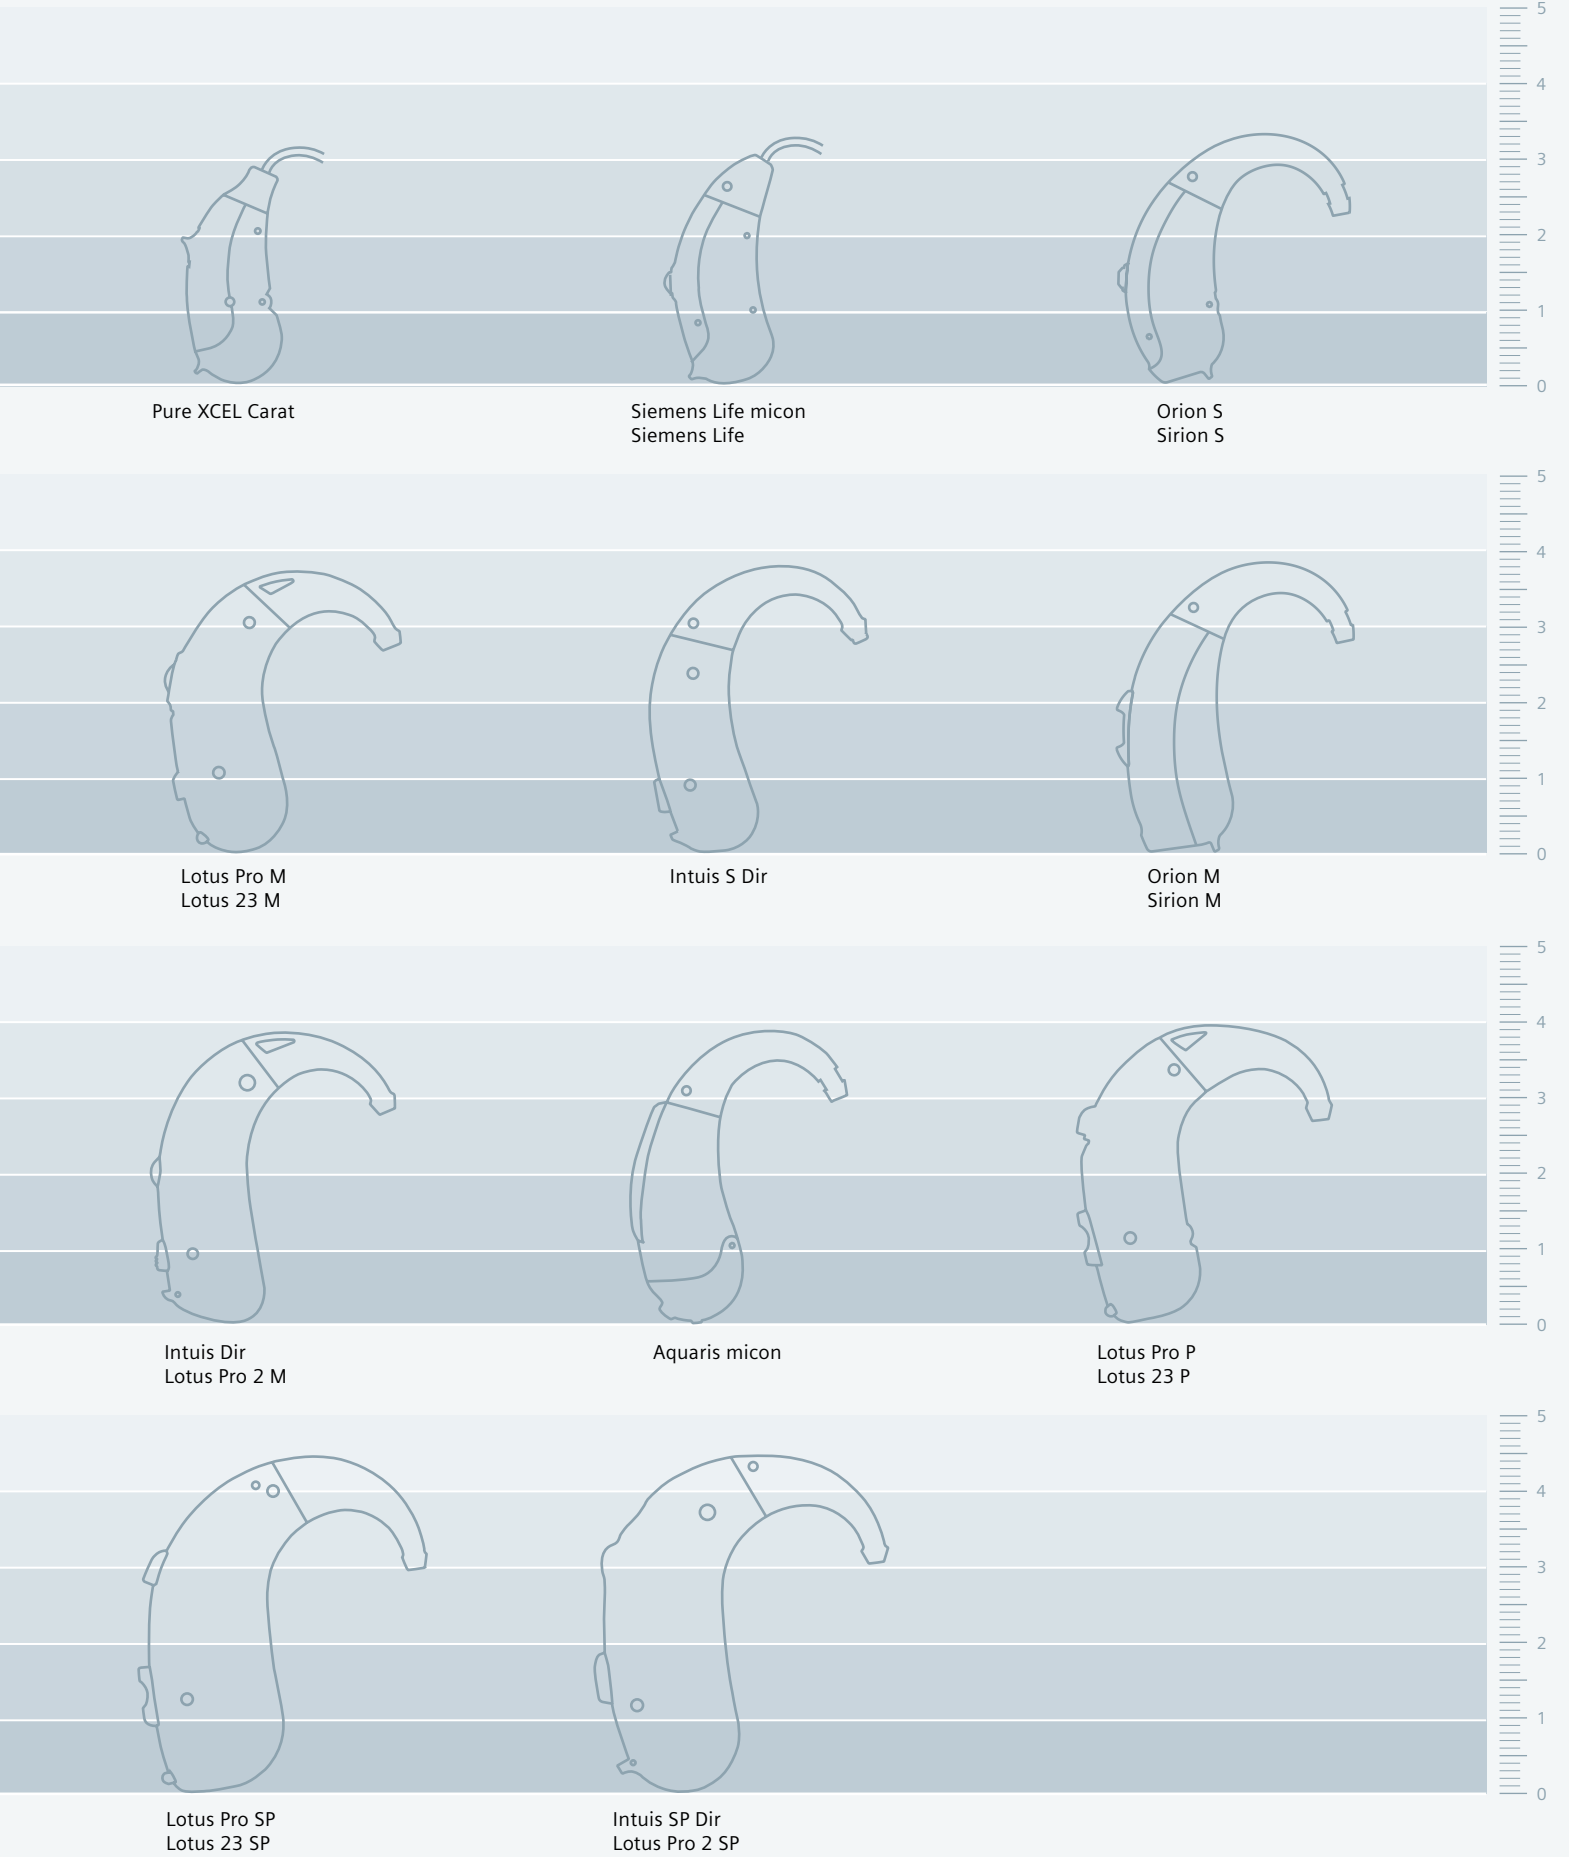 5
4
3
2
1
0
Pure XCEL Carat
Siemens Life micon
Siemens Life
Orion S
Sirion S
5
4
3
2
1
0
Lotus Pro M
Lotus 23 M
Intuis S Dir
Orion M
Sirion M
5
4
3
2
1
0
Intuis Dir
Lotus Pro 2 M
Aquaris micon
Lotus Pro P
Lotus 23 P
5
4
3
2
1
0
Lotus Pro SP
Lotus 23 SP
Intuis SP Dir
Lotus Pro 2 SP